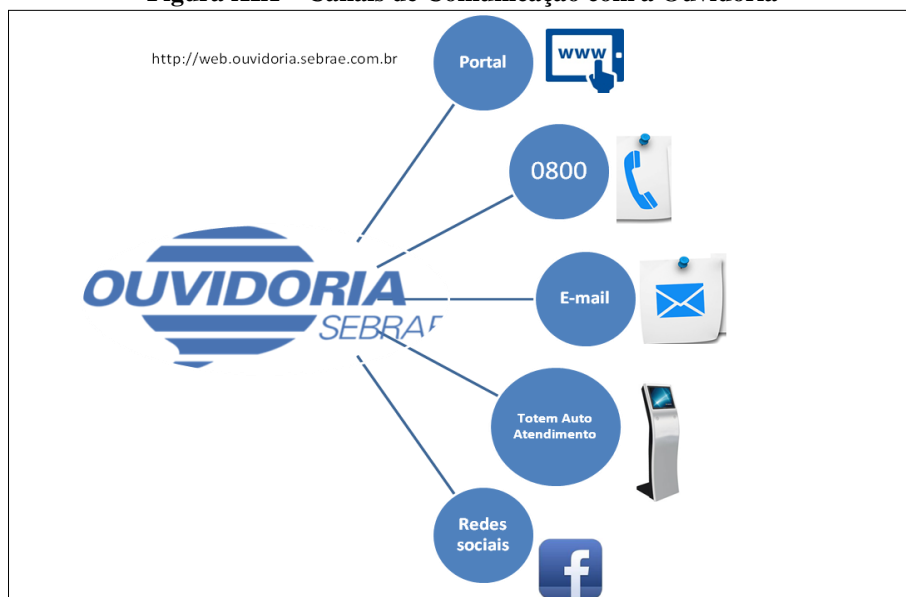 http://web.ouvidoria.sebrae.com.br
Portal
www
0800
OUVIDORIA
E-mail
Totem Auto
Atendimento
Redes
sociais
f